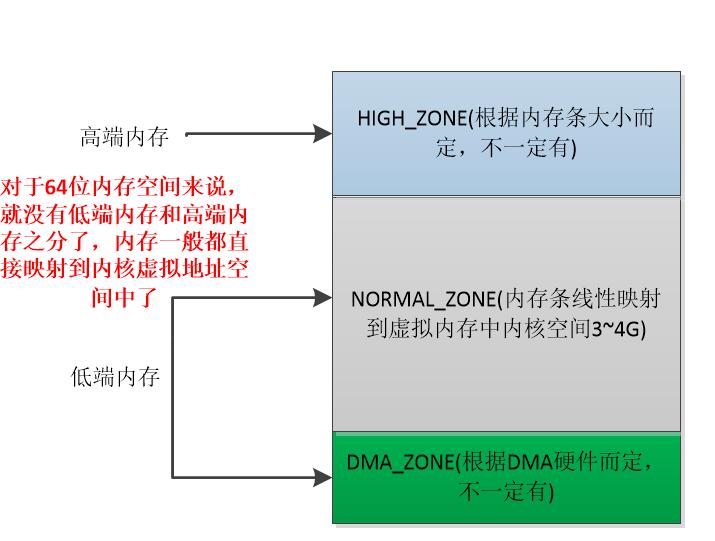 HIGH_ZONE(根据内存条大小而
定，不一定有)
高端内存
对于64位内存空间来说，
就没有低端内存和高端内
存之分了，内存一般都直
接映射到内核虚拟地址空
间中了
NORMAL_ZONE(内存条线性映射
到虚拟内存中内核空间3~4G)
低端内存
DMA_ZONE(根据DMA硬件而定，
不一定有)